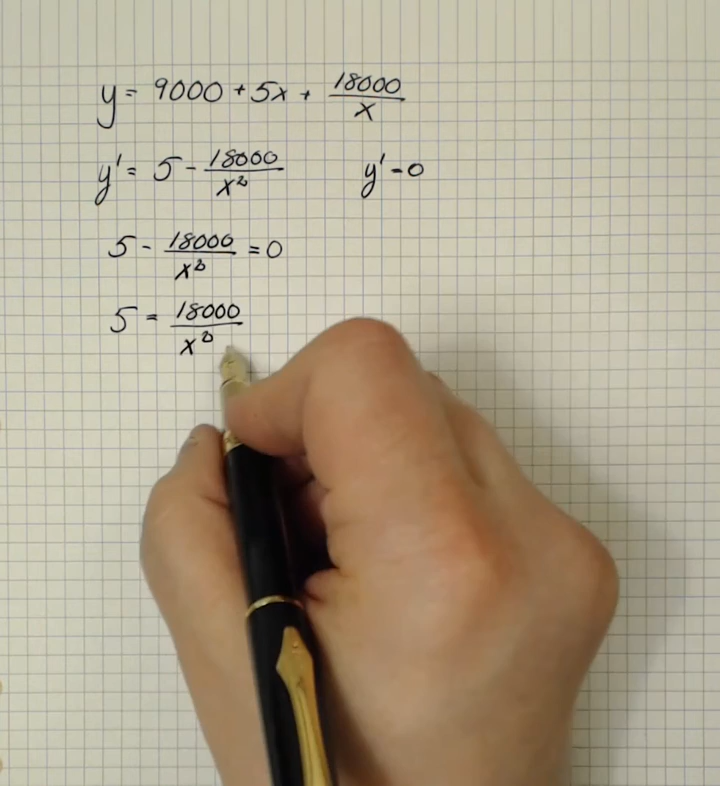 y = 9000 + 5x + 18000/x
y' = 5 - 18000/x² y' = 0
5 - 18000/x² = 0
5 = 18000/x²